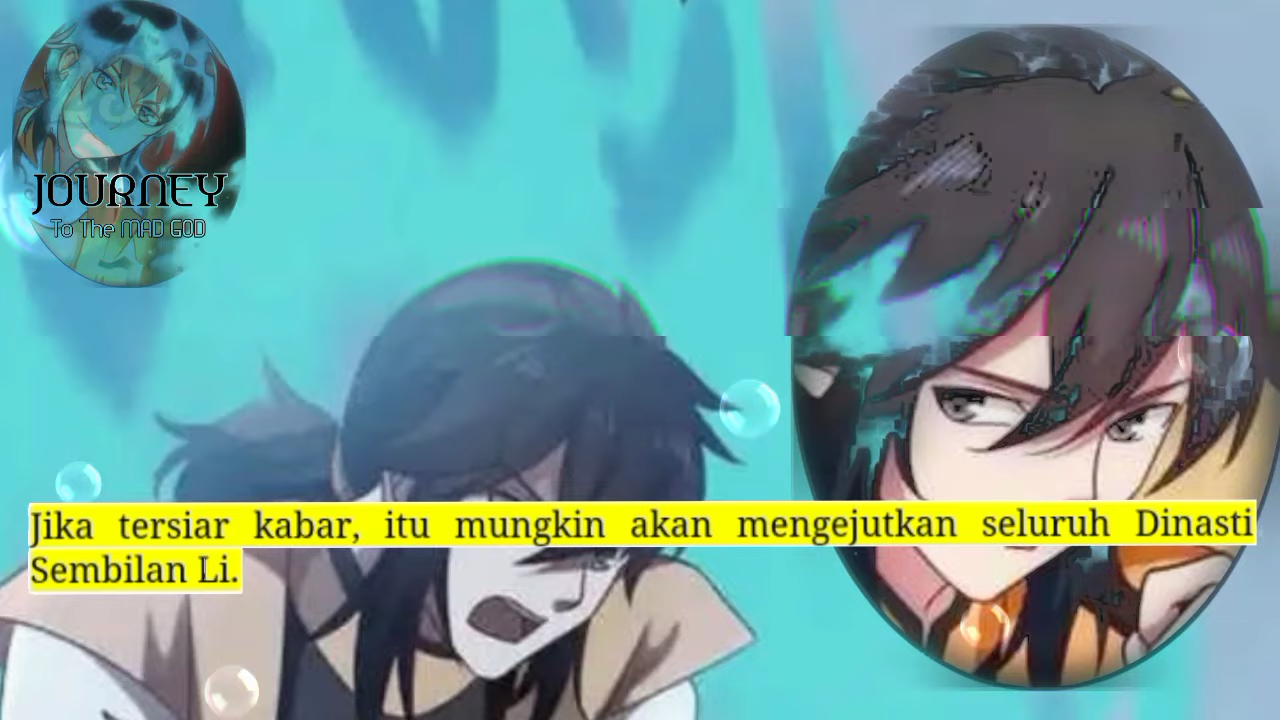 JOURNEY
To The MAD GOD
Jika tersiar kabar, itu mungkin akan mengejutkan seluruh Dinasti
Sembilan Li.